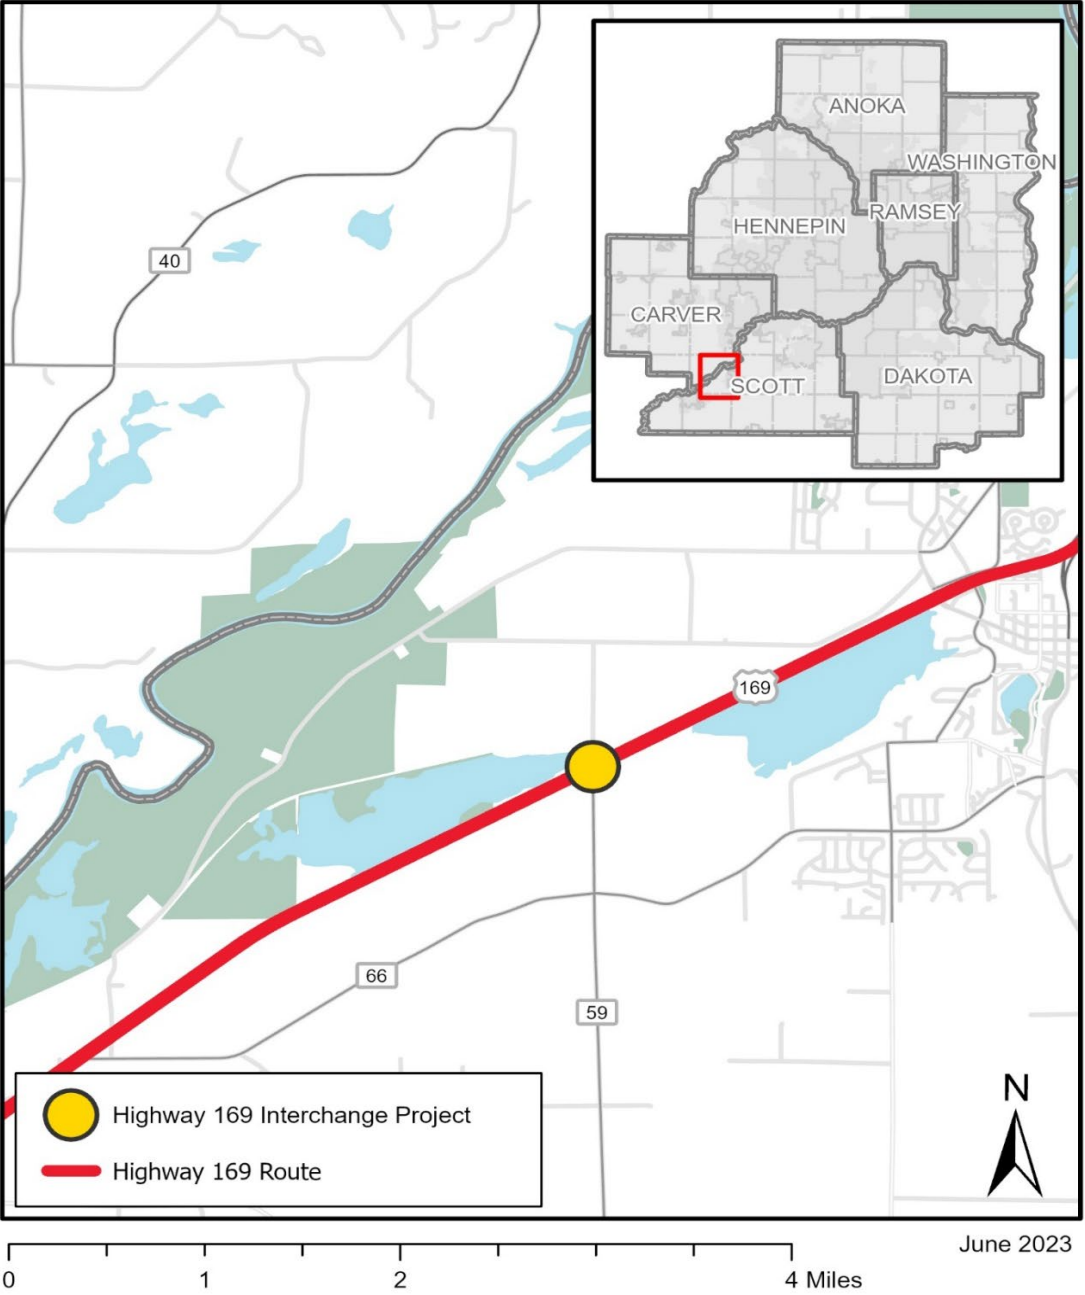 ANOKA
WASHINGTON
RAMSEY
HENNEPIN
40
CARVER
DAKOTA
SCOTT
169
66
59
N
Highway 169 Interchange Project
Highway 169 Route
June 2023
0 1 2 4 Miles